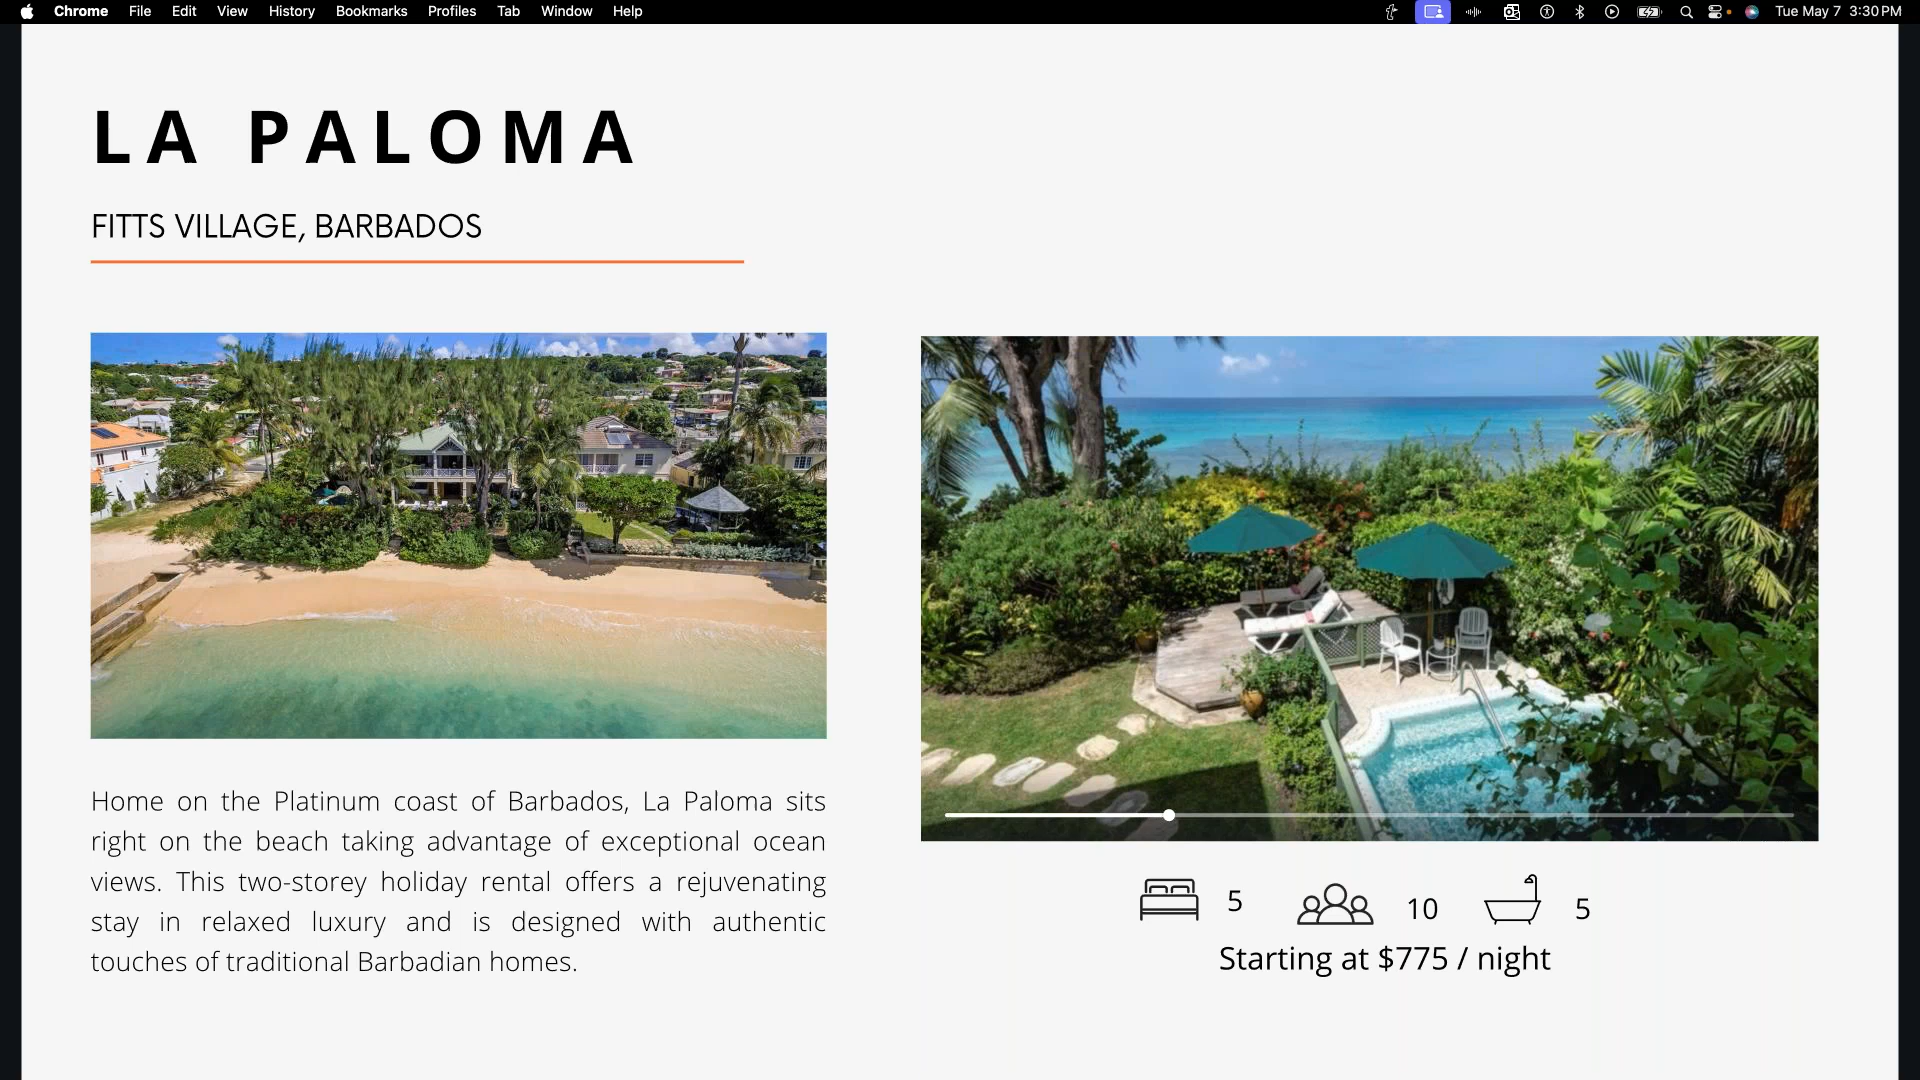 Chrome File Edit View History Bookmarks Profiles Tab Window Help Tue May 7 3:30 PM
LA PALOMA
FITTS VILLAGE, BARBADOS
Home on the Platinum coast of Barbados, La Paloma sits
right on the beach taking advantage of exceptional ocean
views. This two-storey holiday rental offers a rejuvenating
stay in relaxed luxury and is designed with authentic
touches of traditional Barbadian homes.
5 10 5
Starting at $775 / night